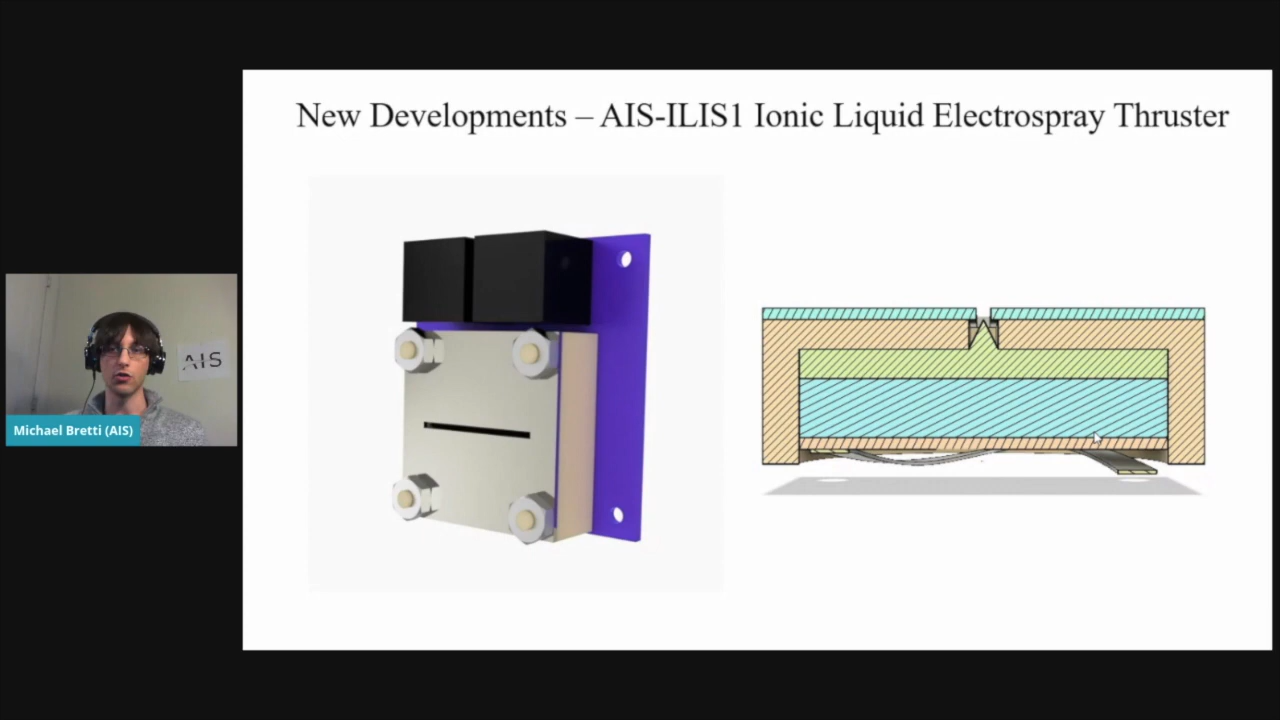 New Developments – AIS-ILIS1 Ionic Liquid Electrospray Thruster
AIS
Michael Bretti (AIS)